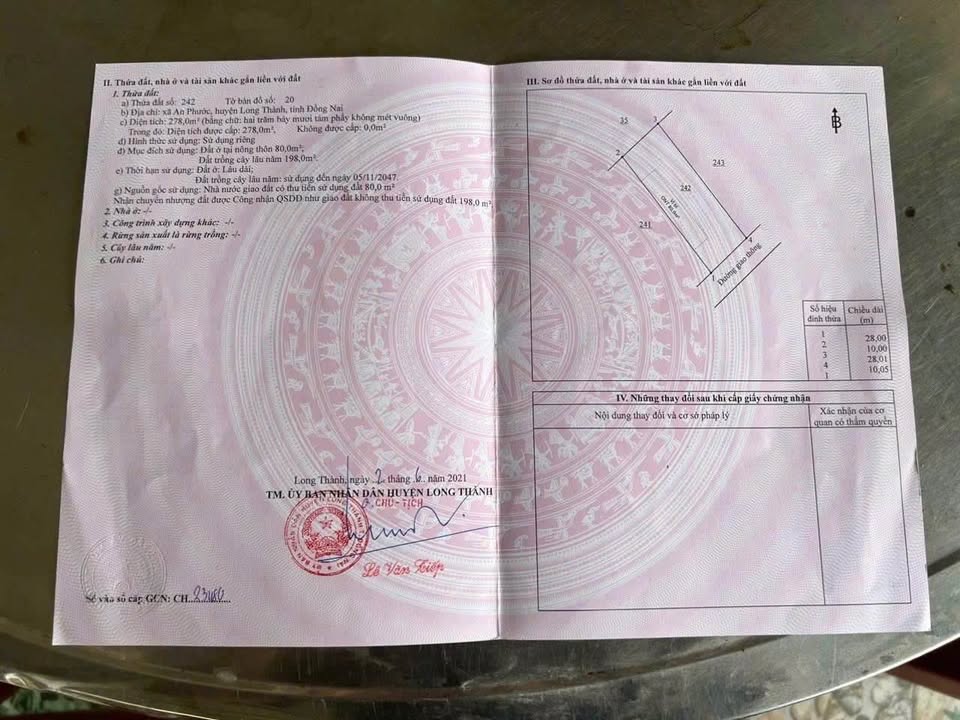 II. Thửa đất, nhà ở và tài sản khác gắn liền với đất
1. Thửa đất:
a) Thửa đất số: 242 Tờ bản đồ số: 20
b) Địa chỉ: xã An Phước, huyện Long Thành, tỉnh Đồng Nai
c) Diện tích: 278,0m² (bằng chữ: hai trăm bảy mươi tám phẩy không mét vuông)
Trong đó: Diện tích được cấp: 278,0m²; Không được cấp: 0,0m²
d) Hình thức sử dụng: Sử dụng riêng
đ) Mục đích sử dụng: Đất ở tại nông thôn 80,0m²;
Đất trồng cây lâu năm 198,0m²;
e) Thời hạn sử dụng: Đất ở: Lâu dài;
Đất trồng cây lâu năm: sử dụng đến ngày 05/11/2047.
g) Nguồn gốc sử dụng: Nhà nước giao đất có thu tiền sử dụng đất 80,0 m²
Nhận chuyển nhượng đất được Công nhận QSDĐ như giao đất không thu tiền sử dụng đất 198,0 m².
2. Nhà ở: -/-
3. Công trình xây dựng khác: -/-
4. Rừng sản xuất là rừng trồng: -/-
5. Cây lâu năm: -/-
6. Ghi chú:
Long Thành, ngày 2 tháng 6 năm 2021
TM. ỦY BAN NHÂN DÂN HUYỆN LONG THÀNH
CHỦ TỊCH
Lê Văn Tiếp
Số vào sổ cấp GCN: CH
III. Sơ đồ thửa đất, nhà ở và tài sản khác gắn liền với đất
B
35
3
2
243
242
241
4
1
Đường giao thông
Số hiệu đỉnh thửa
Chiều dài (m)
1
28,00
2
10,00
3
28,01
4
10,05
1
IV. Những thay đổi sau khi cấp giấy chứng nhận
Nội dung thay đổi và cơ sở pháp lý
Xác nhận của cơ
quan có thẩm quyền